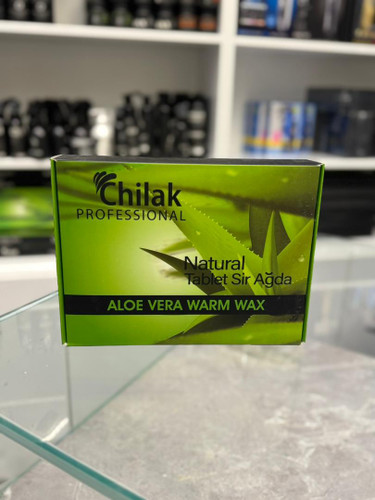 Chilak
PROFESSIONAL
Natural
Tablet Sir Ağda
ALOE VERA WARM WAX